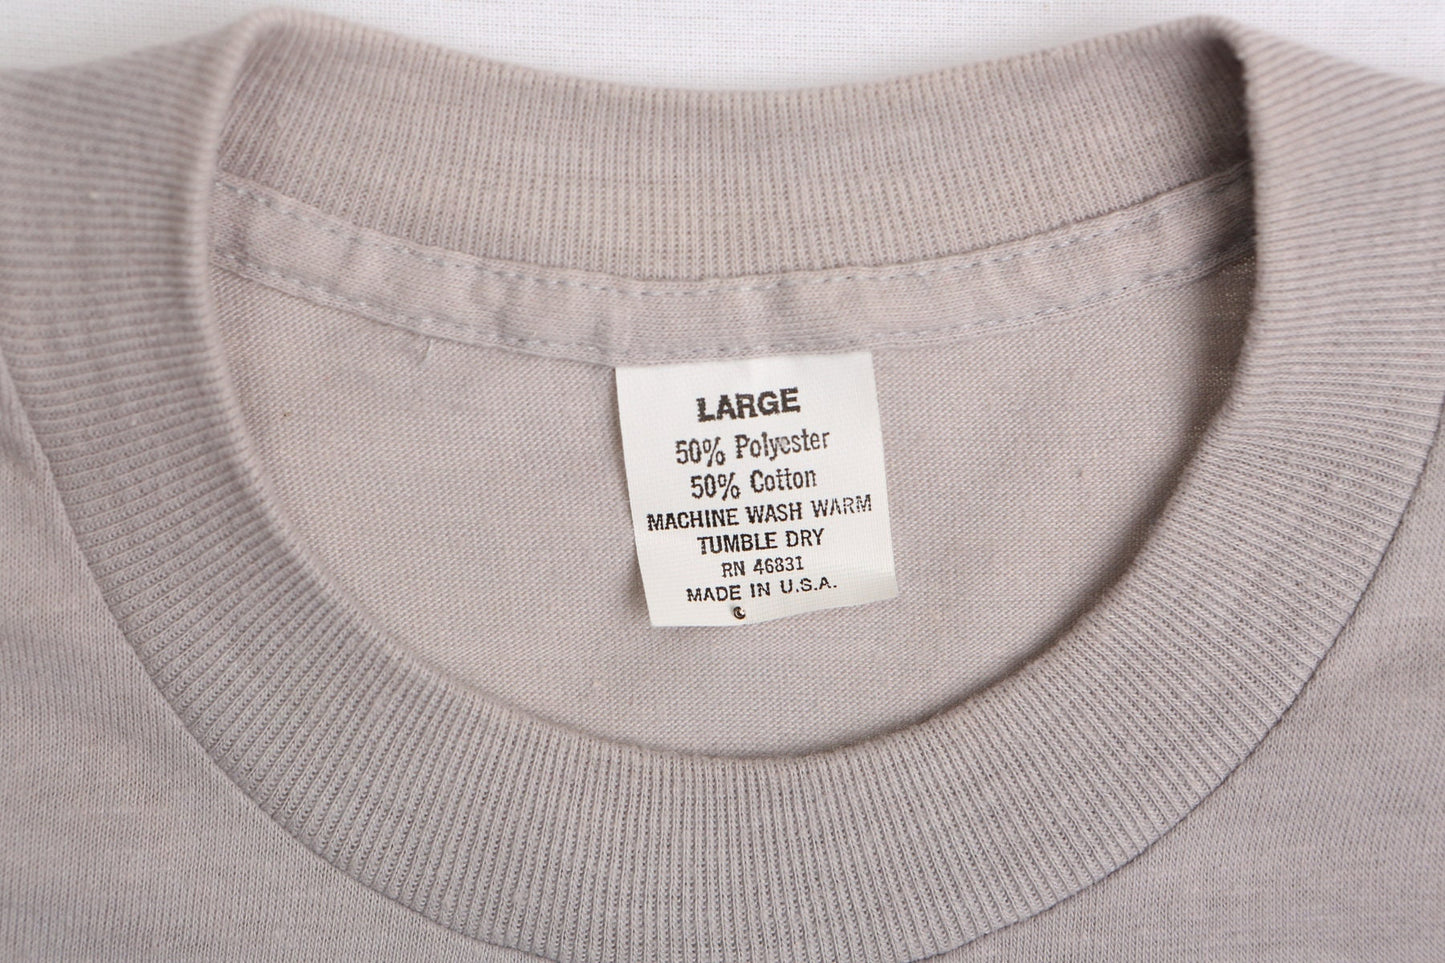 LARGE
50% Polyester
50% Cotton
MACHINE WASH WARM
TUMBLE DRY
RN 46831
MADE IN U.S.A.